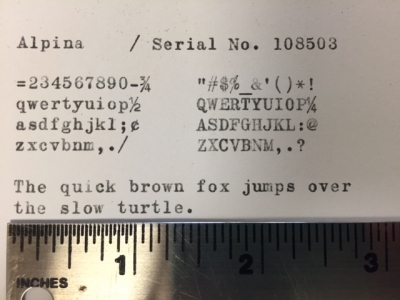 Alpina / Serial No. 108503
=234567890-¾ "#$%_&'()*!
qwertyuiop½ QWERTYUIOP¼
asdfghjkl;¢ ASDFGHJKL:@
zxcvbnm,./ ZXCVBNM,.?
The quick brown fox jumps over
the slow turtle.
1 2 3
INCHES